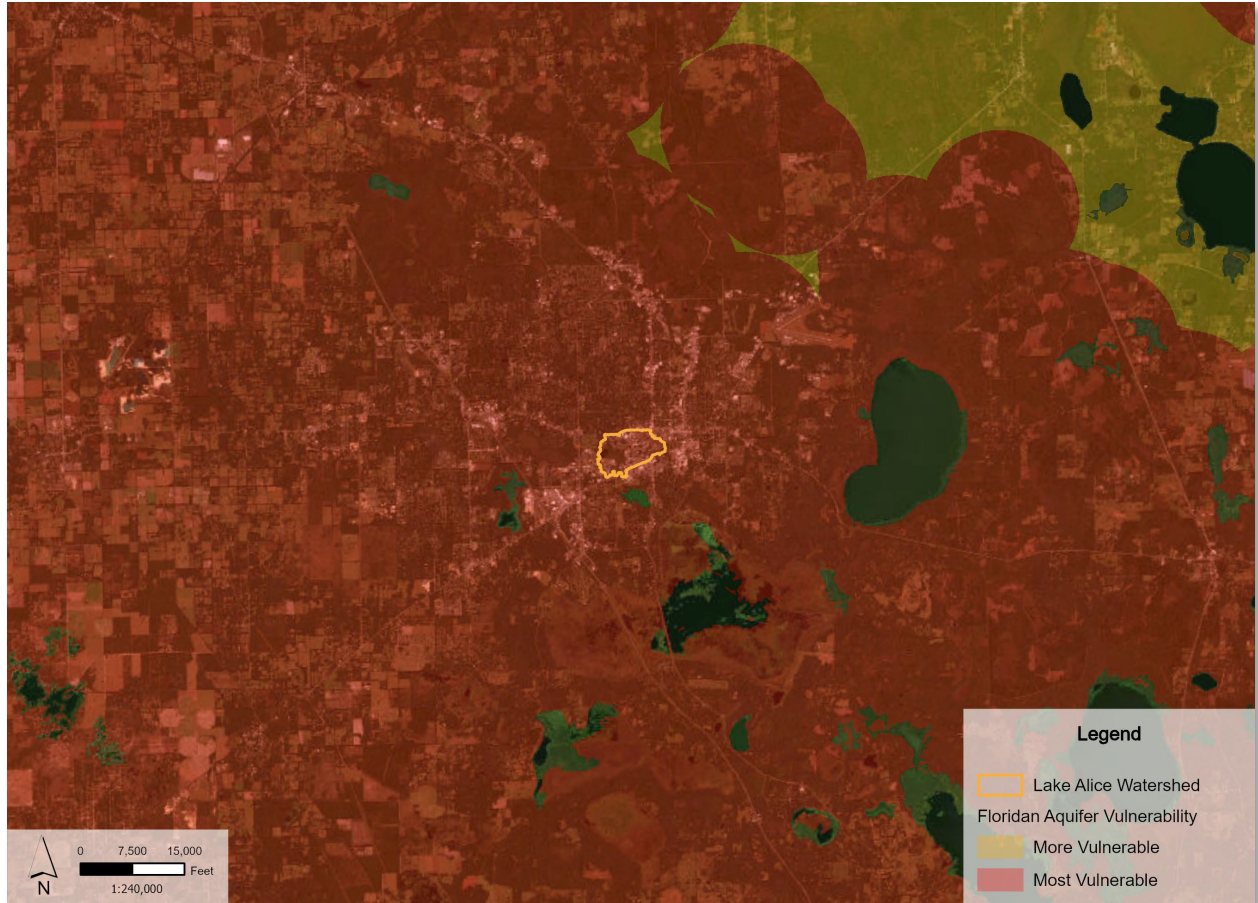 Legend
Lake Alice Watershed
Floridan Aquifer Vulnerability
More Vulnerable
Most Vulnerable
0 7,500 15,000
Feet
N
1:240,000